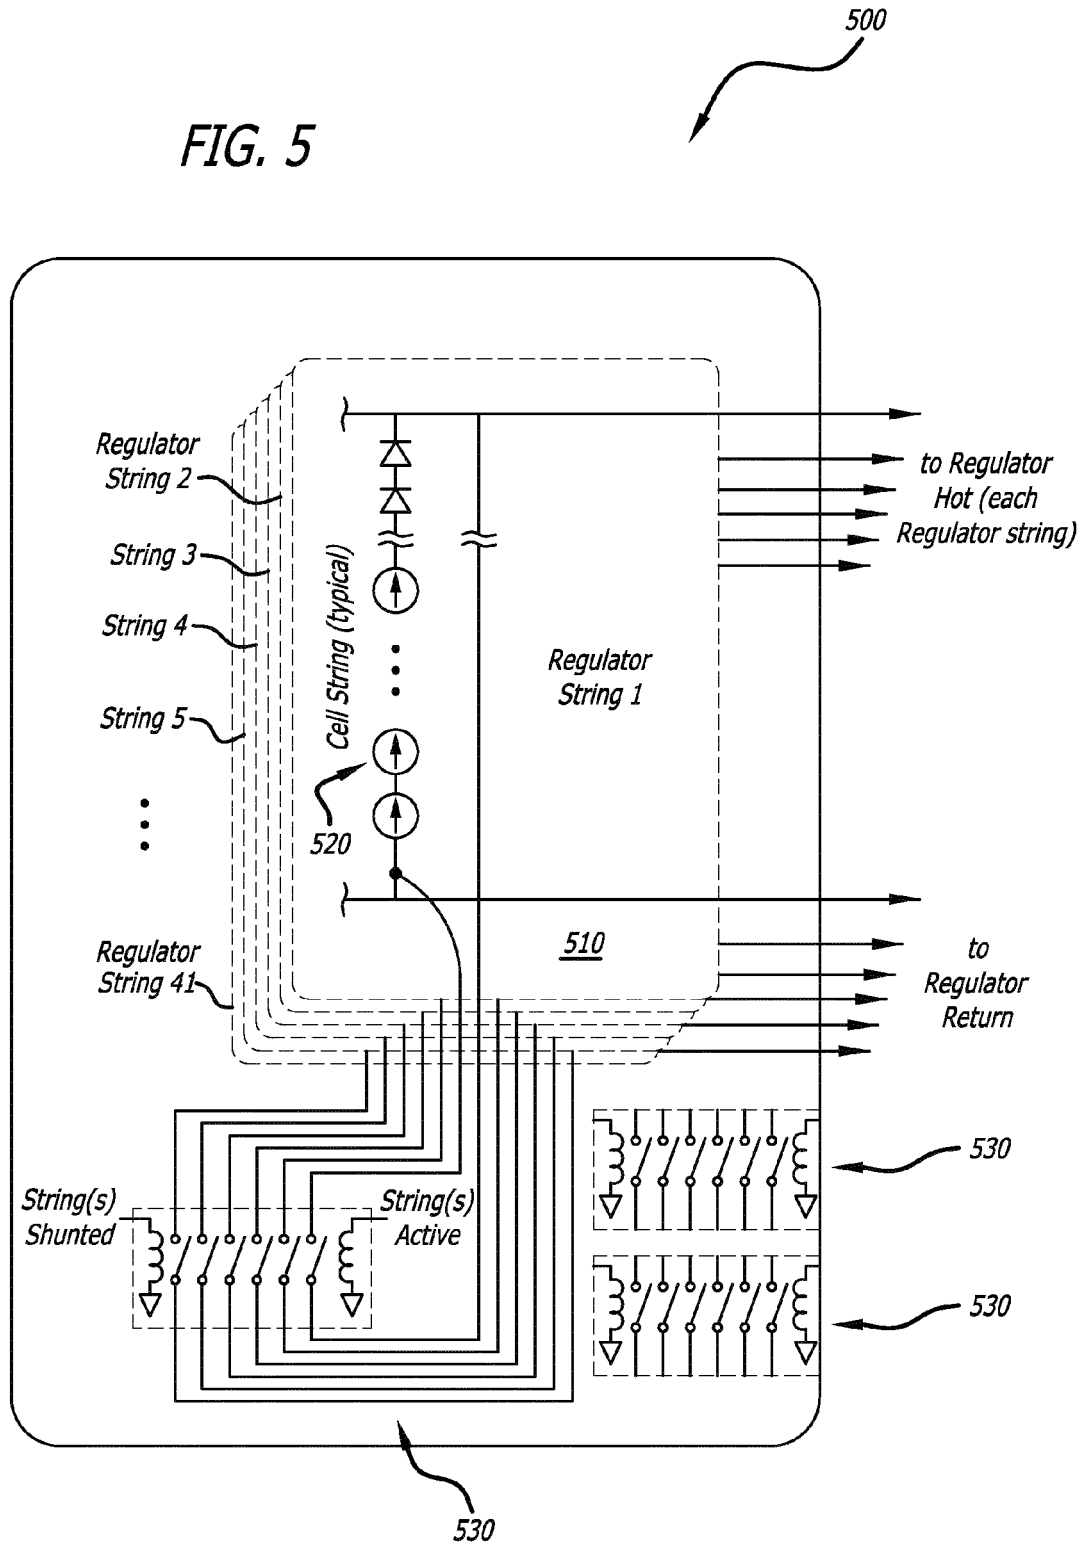 500
FIG. 5
Regulator
String 2
String 3
String 4
String 5
Regulator
String 41
Cell String (typical)
520
Regulator
String 1
510
to Regulator
Hot (each
Regulator string)
to
Regulator
Return
String(s)
Shunted
String(s)
Active
530
530
530